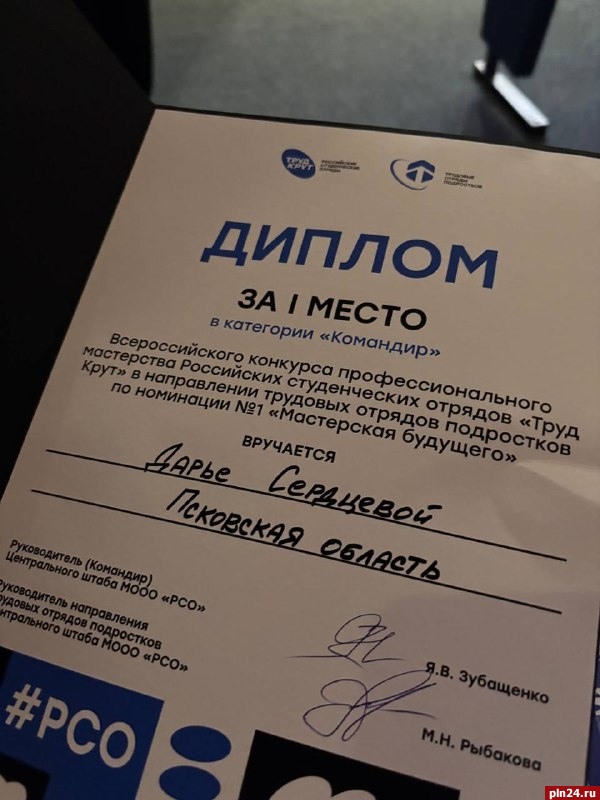 ТРУД КРУТ
РОССИЙСКИЕ
СТУДЕНЧЕСКИЕ
ОТРЯДЫ
ТРУДОВЫЕ
ОТРЯДЫ
ПОДРОСТКОВ
ДИПЛОМ
ЗА I МЕСТО
в категории «Командир»
Всероссийского конкурса профессионального
мастерства Российских студенческих отрядов «Труд
Крут» в направлении трудовых отрядов подростков
по номинации №1 «Мастерская будущего»
ВРУЧАЕТСЯ
Дарье Сердцевой
Псковская область
Руководитель (Командир)
Центрального штаба МООО «РСО»
Руководитель направления
трудовых отрядов подростков
Центрального штаба МООО «РСО»
Я.В. Зубащенко
М.Н. Рыбакова
#РСО
pln24.ru